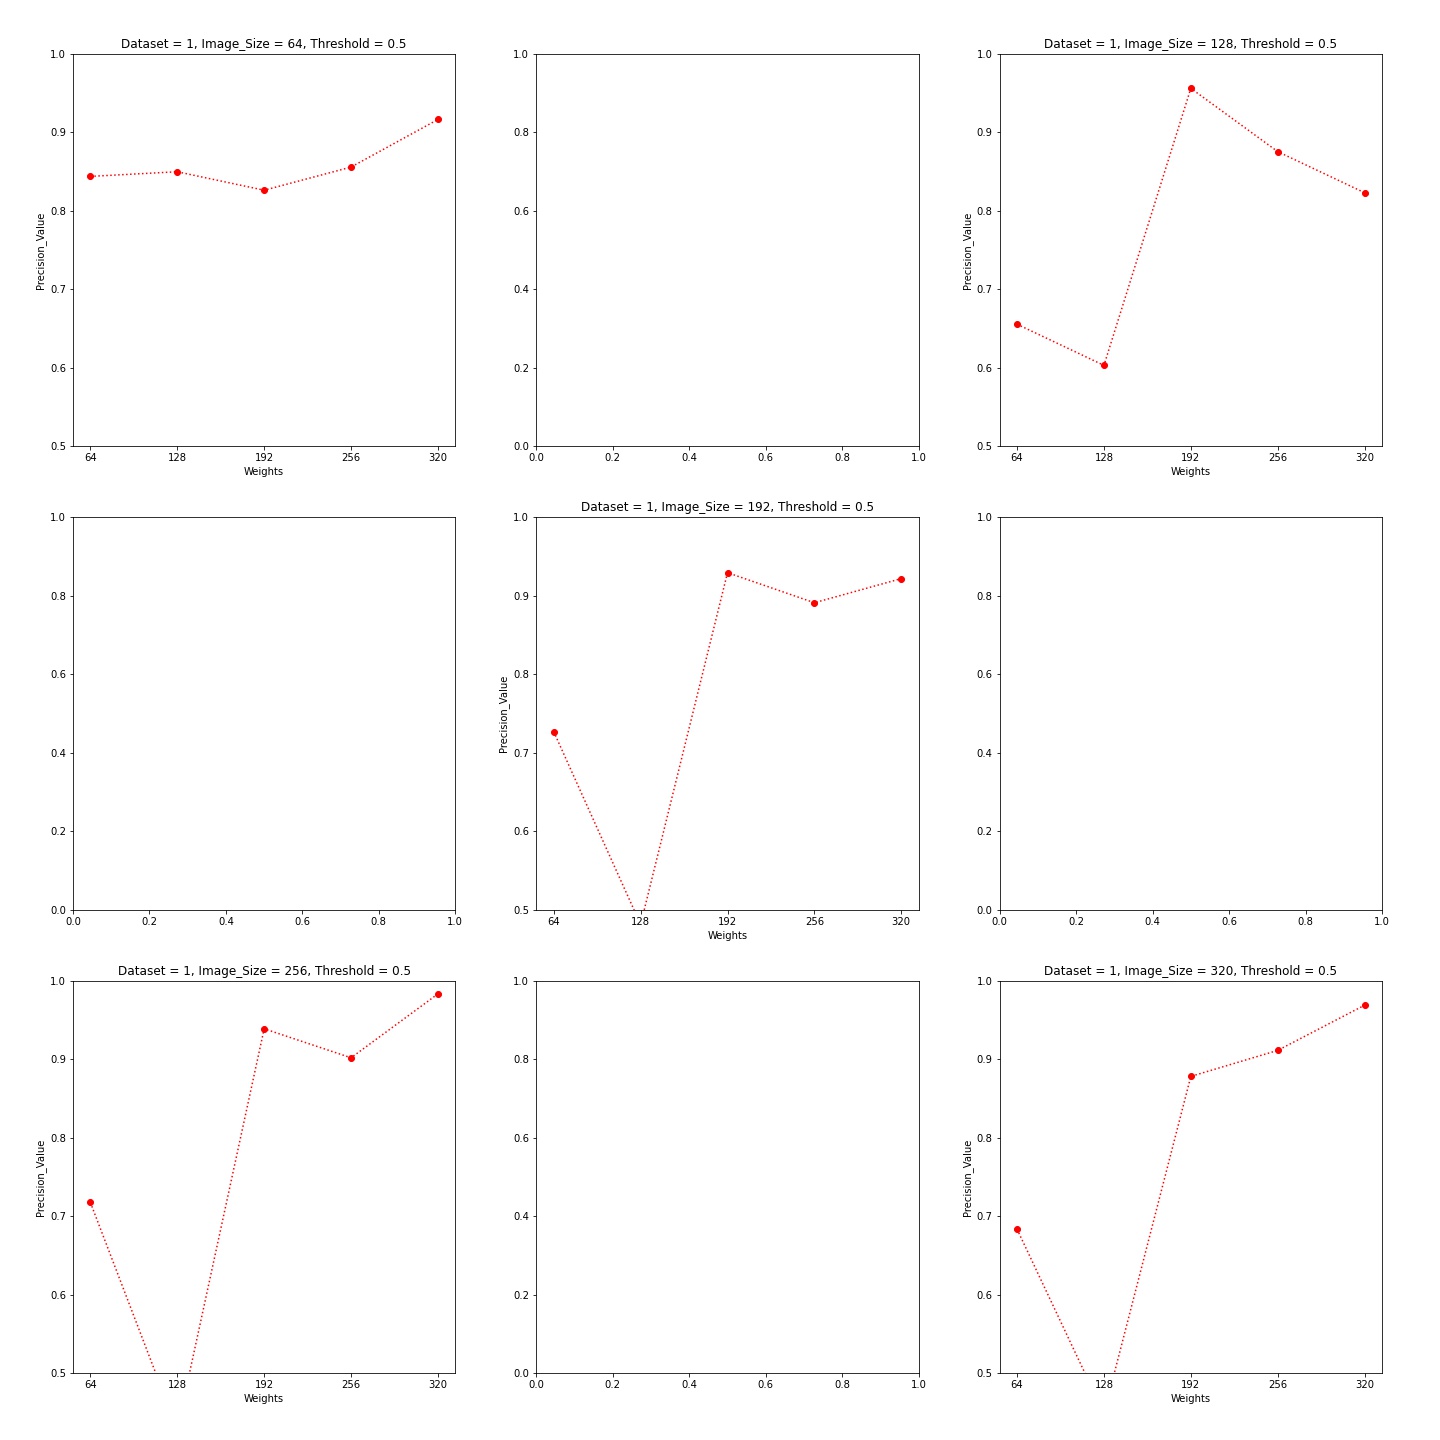 Dataset = 1, Image_Size = 64, Threshold = 0.5
1.0
0.9
0.8
0.7
0.6
0.5
Precision_Value
64 128 192 256 320
Weights
1.0
0.8
0.6
0.4
0.2
0.0
0.0 0.2 0.4 0.6 0.8 1.0
Dataset = 1, Image_Size = 128, Threshold = 0.5
1.0
0.9
0.8
0.7
0.6
0.5
Precision_Value
64 128 192 256 320
Weights
1.0
0.8
0.6
0.4
0.2
0.0
0.0 0.2 0.4 0.6 0.8 1.0
Dataset = 1, Image_Size = 192, Threshold = 0.5
1.0
0.9
0.8
0.7
0.6
0.5
Precision_Value
64 128 192 256 320
Weights
1.0
0.8
0.6
0.4
0.2
0.0
0.0 0.2 0.4 0.6 0.8 1.0
Dataset = 1, Image_Size = 256, Threshold = 0.5
1.0
0.9
0.8
0.7
0.6
0.5
Precision_Value
64 128 192 256 320
Weights
1.0
0.8
0.6
0.4
0.2
0.0
0.0 0.2 0.4 0.6 0.8 1.0
Dataset = 1, Image_Size = 320, Threshold = 0.5
1.0
0.9
0.8
0.7
0.6
0.5
Precision_Value
64 128 192 256 320
Weights